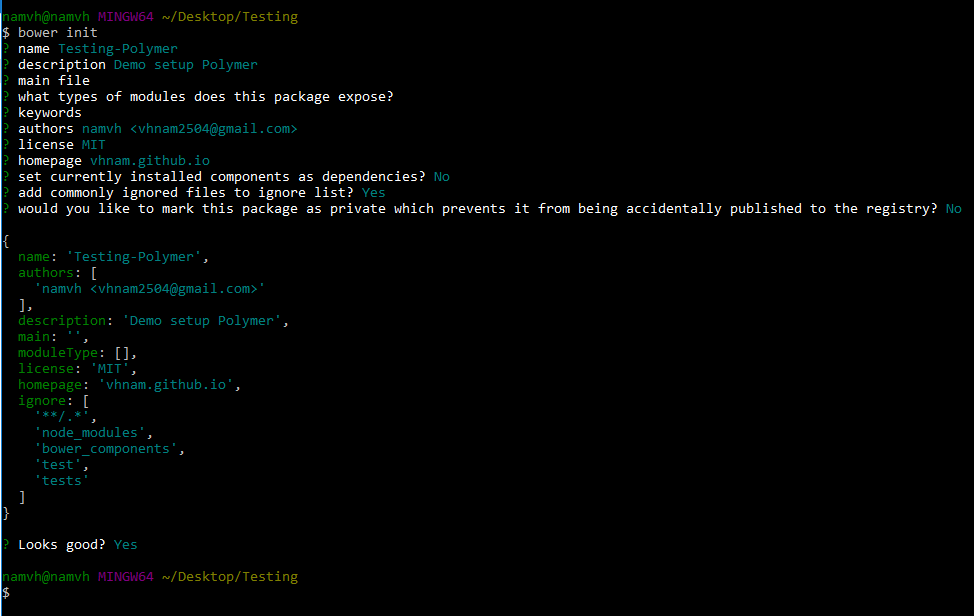 namvh@namvh MINGW64 ~/Desktop/Testing
$ bower init
? name Testing-Polymer
? description Demo setup Polymer
? main file
? what types of modules does this package expose?
? keywords
? authors namvh <vhnam2504@gmail.com>
? license MIT
? homepage vhnam.github.io
? set currently installed components as dependencies? No
? add commonly ignored files to ignore list? Yes
? would you like to mark this package as private which prevents it from being accidentally published to the registry? No
{
  name: 'Testing-Polymer',
  authors: [
    'namvh <vhnam2504@gmail.com>'
  ],
  description: 'Demo setup Polymer',
  main: '',
  moduleType: [],
  license: 'MIT',
  homepage: 'vhnam.github.io',
  ignore: [
    '**/.*',
    'node_modules',
    'bower_components',
    'test',
    'tests'
  ]
}
? Looks good? Yes
namvh@namvh MINGW64 ~/Desktop/Testing
$